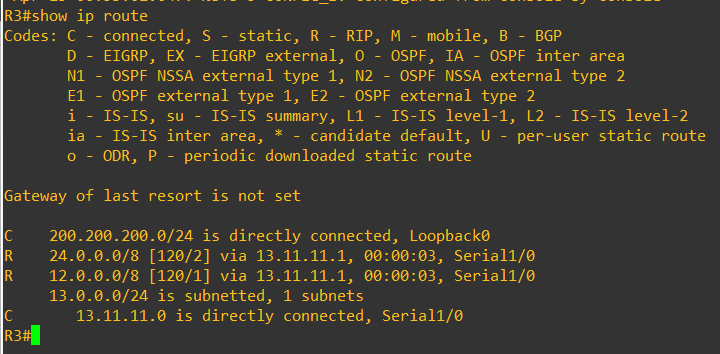 R3#show ip route
Codes: C - connected, S - static, R - RIP, M - mobile, B - BGP
       D - EIGRP, EX - EIGRP external, O - OSPF, IA - OSPF inter area
       N1 - OSPF NSSA external type 1, N2 - OSPF NSSA external type 2
       E1 - OSPF external type 1, E2 - OSPF external type 2
       i - IS-IS, su - IS-IS summary, L1 - IS-IS level-1, L2 - IS-IS level-2
       ia - IS-IS inter area, * - candidate default, U - per-user static route
       o - ODR, P - periodic downloaded static route
Gateway of last resort is not set
C    200.200.200.0/24 is directly connected, Loopback0
R    24.0.0.0/8 [120/2] via 13.11.11.1, 00:00:03, Serial1/0
R    12.0.0.0/8 [120/1] via 13.11.11.1, 00:00:03, Serial1/0
     13.0.0.0/24 is subnetted, 1 subnets
C       13.11.11.0 is directly connected, Serial1/0
R3#